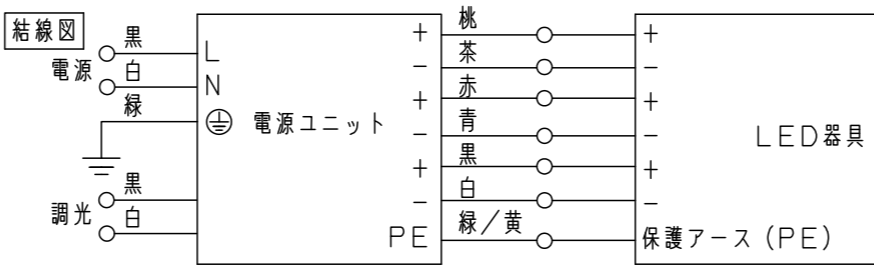 結線図
電源
黒
L
白
N
緑
電源ユニット
調光
黒
白
+
桃
+
−
茶
−
+
赤
+
−
青
−
LED器具
+
黒
+
−
白
−
PE
緑/黄
保護アース(PE)